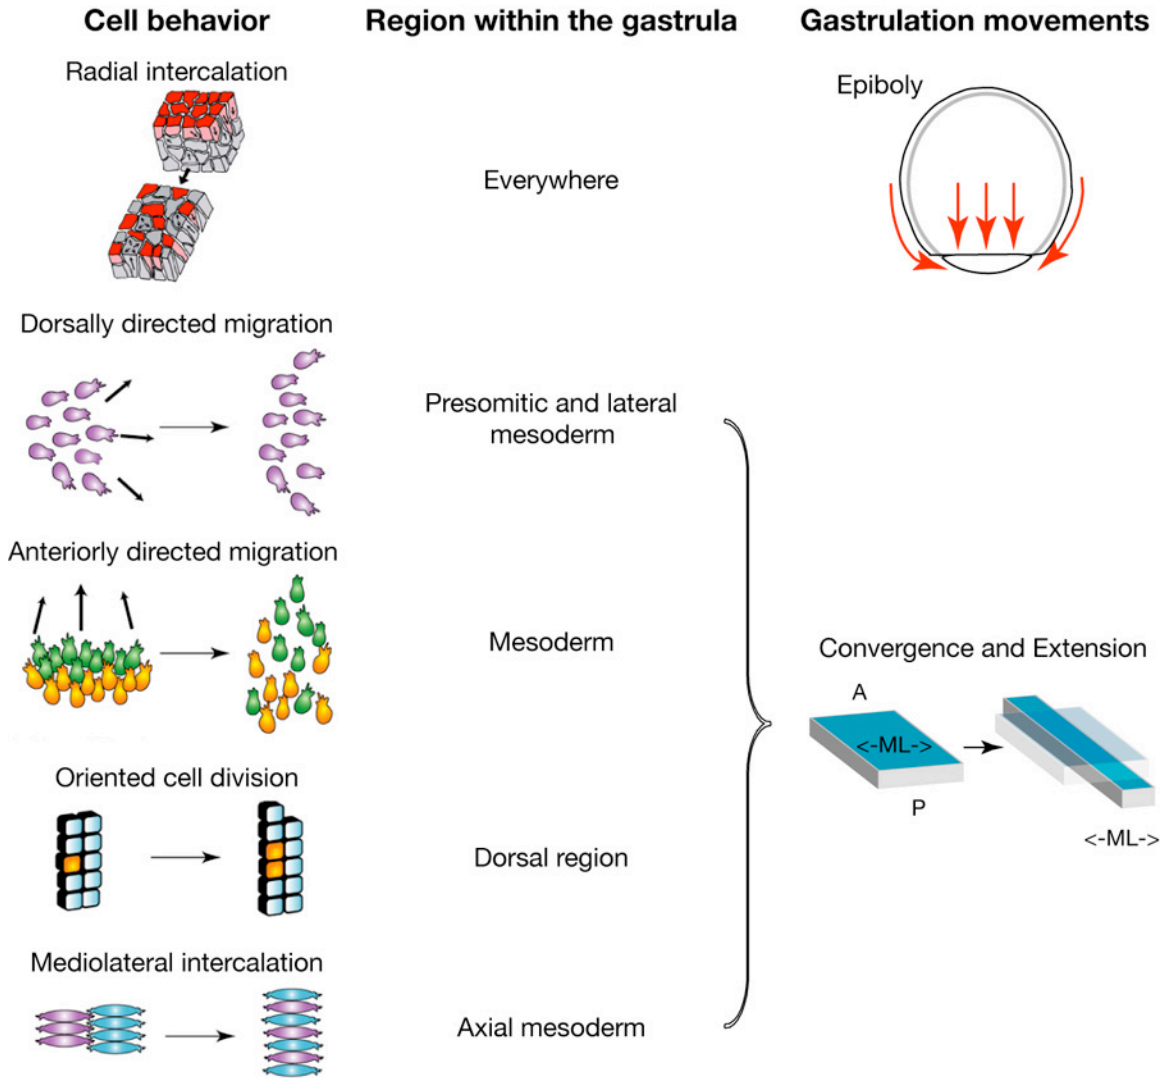 Cell behavior
Region within the gastrula
Gastrulation movements
Radial intercalation
Everywhere
Epiboly
Dorsally directed migration
Presomitic and lateral
mesoderm
Anteriorly directed migration
Mesoderm
Convergence and Extension
A
<-ML->
P
<-ML->
Oriented cell division
Dorsal region
Mediolateral intercalation
Axial mesoderm